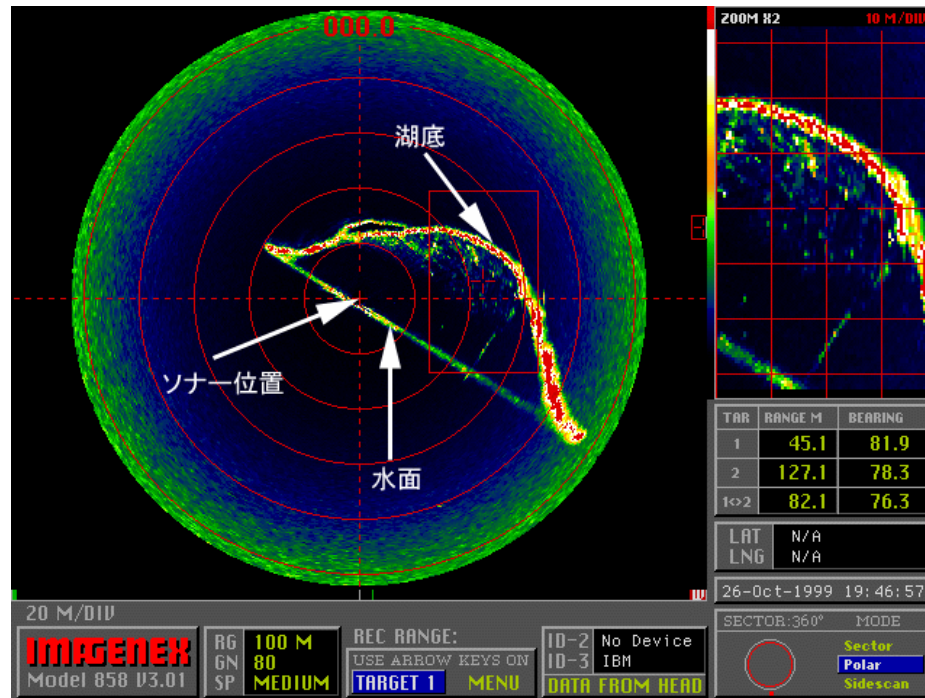 000.0
ZOOM X2 10 M/DIV
湖底
ソナー位置
水面
TAR RANGE M BEARING
1 45.1 81.9
2 127.1 78.3
1<>2 82.1 76.3
LAT N/A
LNG N/A
26-Oct-1999 19:46:57
20 M/DIV
IMAGENEX
Model 858 V3.01
RG 100 M
GN 80
SP MEDIUM
REC RANGE:
USE ARROW KEYS ON
TARGET 1 MENU
ID-2 No Device
ID-3 IBM
DATA FROM HEAD
SECTOR:360° MODE
Sector
Polar
Sidescan